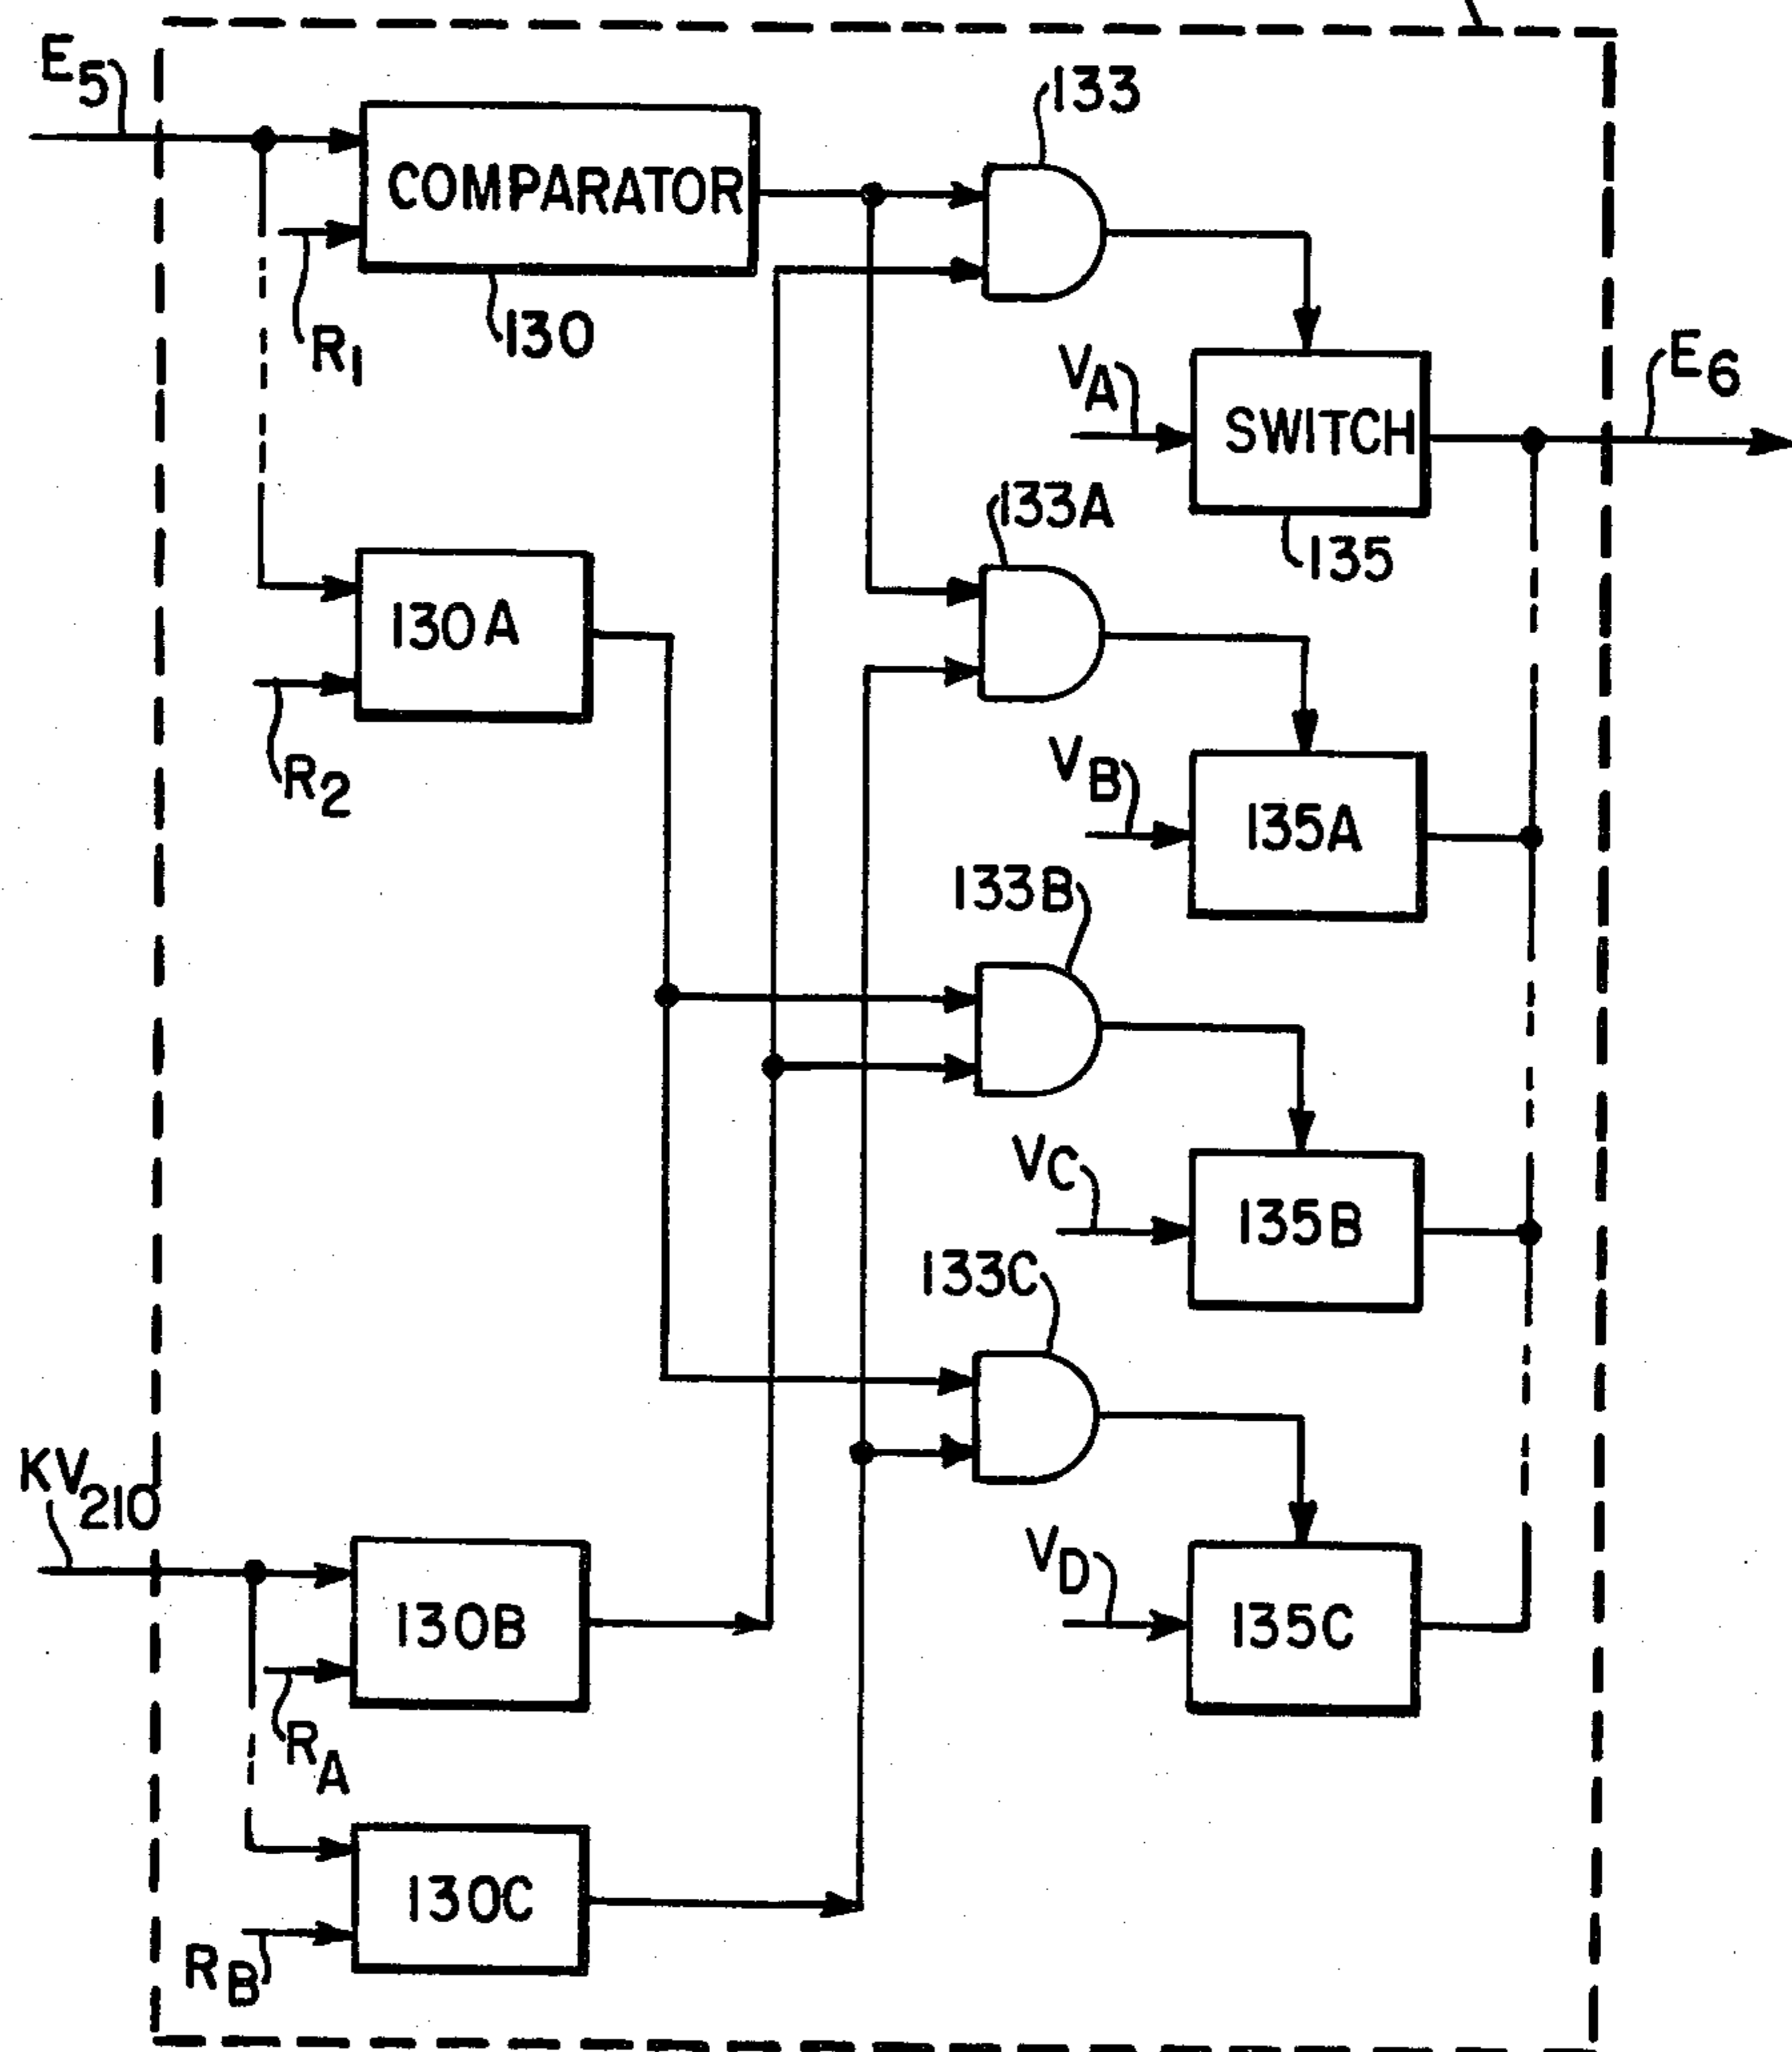 E5
133
COMPARATOR
130
R1
VA
SWITCH
E6
135
133A
130A
R2
VB
135A
133B
VC
135B
133C
KV210
130B
VD
135C
RA
130C
RB